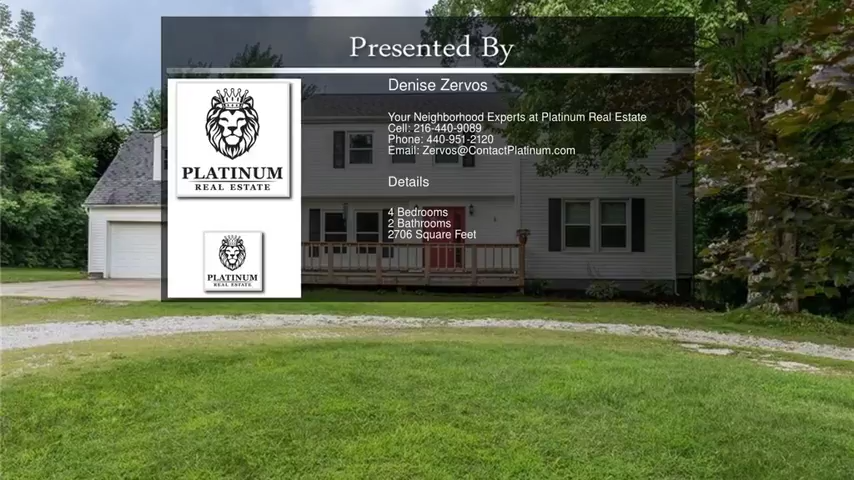 Presented By
PLATINUM
REAL ESTATE
PLATINUM
REAL ESTATE
Denise Zervos
Your Neighborhood Experts at Platinum Real Estate
Cell: 216-440-9089
Phone: 440-951-2120
Email: Zervos@ContactPlatinum.com
Details
4 Bedrooms
2 Bathrooms
2706 Square Feet